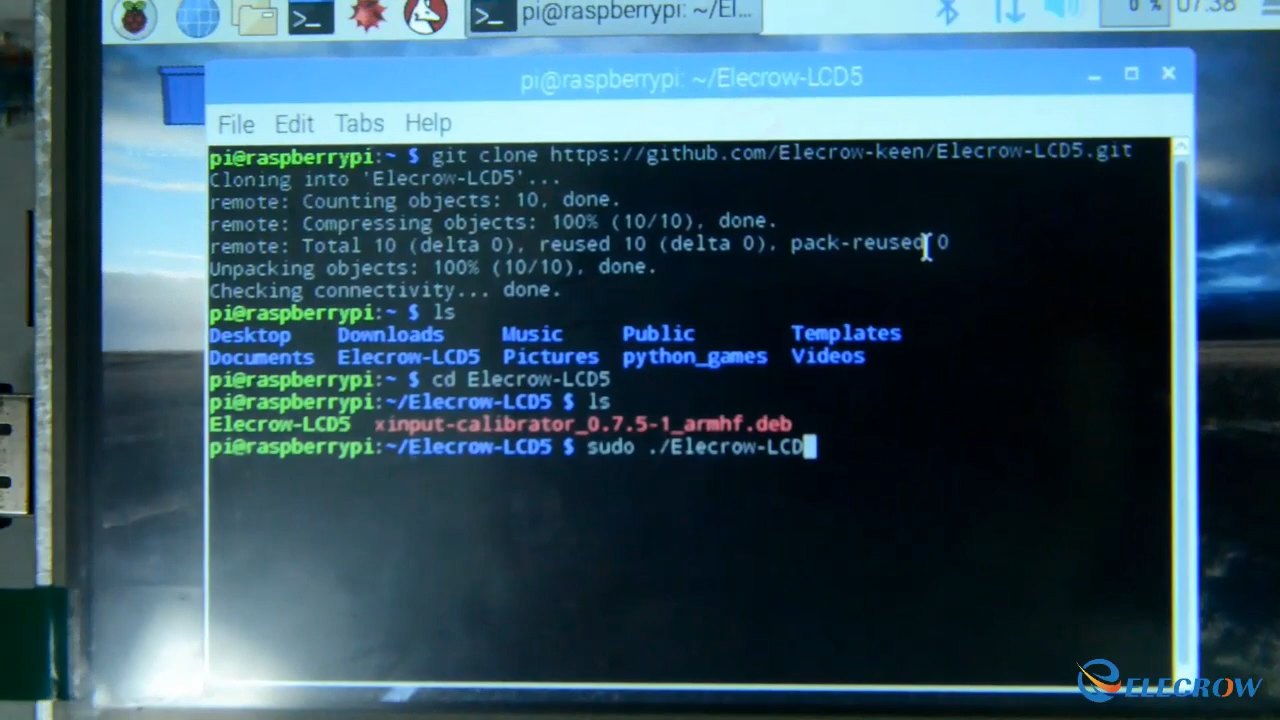 pi@raspberrypi: ~/El...
0 %
07:38
pi@raspberrypi: ~/Elecrow-LCD5
File Edit Tabs Help
pi@raspberrypi:~ $ git clone https://github.com/Elecrow-keen/Elecrow-LCD5.git
Cloning into 'Elecrow-LCD5'...
remote: Counting objects: 10, done.
remote: Compressing objects: 100% (10/10), done.
remote: Total 10 (delta 0), reused 10 (delta 0), pack-reused 0
Unpacking objects: 100% (10/10), done.
Checking connectivity... done.
pi@raspberrypi:~ $ ls
Desktop Downloads Music Public Templates
Documents Elecrow-LCD5 Pictures python_games Videos
pi@raspberrypi:~ $ cd Elecrow-LCD5
pi@raspberrypi:~/Elecrow-LCD5 $ ls
Elecrow-LCD5 xinput-calibrator_0.7.5-1_armhf.deb
pi@raspberrypi:~/Elecrow-LCD5 $ sudo ./Elecrow-LCD
ELECROW